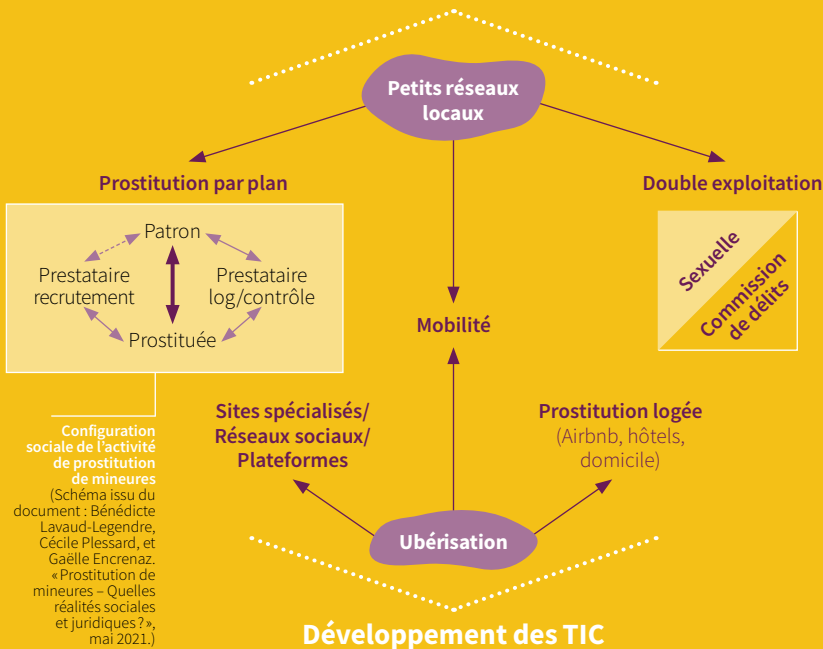 Petits réseaux
locaux
Prostitution par plan
Double exploitation
Patron
Prestataire
recrutement
Prestataire
log/contrôle
Prostituée
Sexuelle
Commission
de délits
Mobilité
Configuration
sociale de l’activité
de prostitution
de mineures
(Schéma issu du
document : Bénédicte
Lavaud-Legendre,
Cécile Plessard, et
Gaëlle Encrenaz.
« Prostitution de
mineures – Quelles
réalités sociales
et juridiques ? »,
mai 2021.)
Sites spécialisés/
Réseaux sociaux/
Plateformes
Prostitution logée
(Airbnb, hôtels,
domicile)
Ubérisation
Développement des TIC